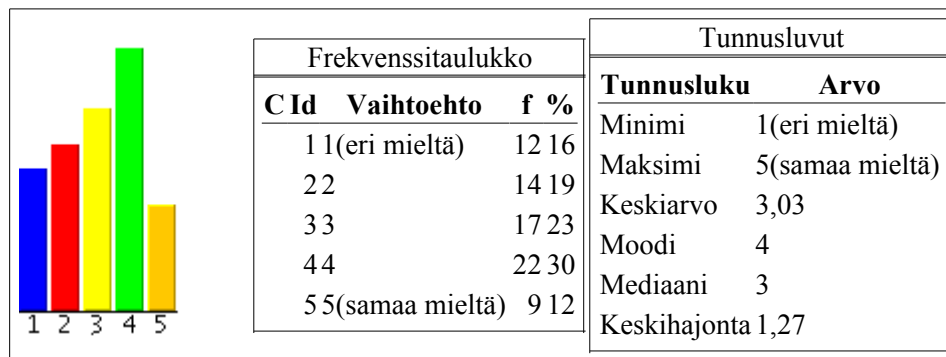 1 2 3 4 5
Frekvenssitaulukko
C Id Vaihtoehto f %
1 1(eri mieltä) 12 16
2 2 14 19
3 3 17 23
4 4 22 30
5 5(samaa mieltä) 9 12
Tunnusluvut
Tunnusluku Arvo
Minimi 1(eri mieltä)
Maksimi 5(samaa mieltä)
Keskiarvo 3,03
Moodi 4
Mediaani 3
Keskihajonta 1,27